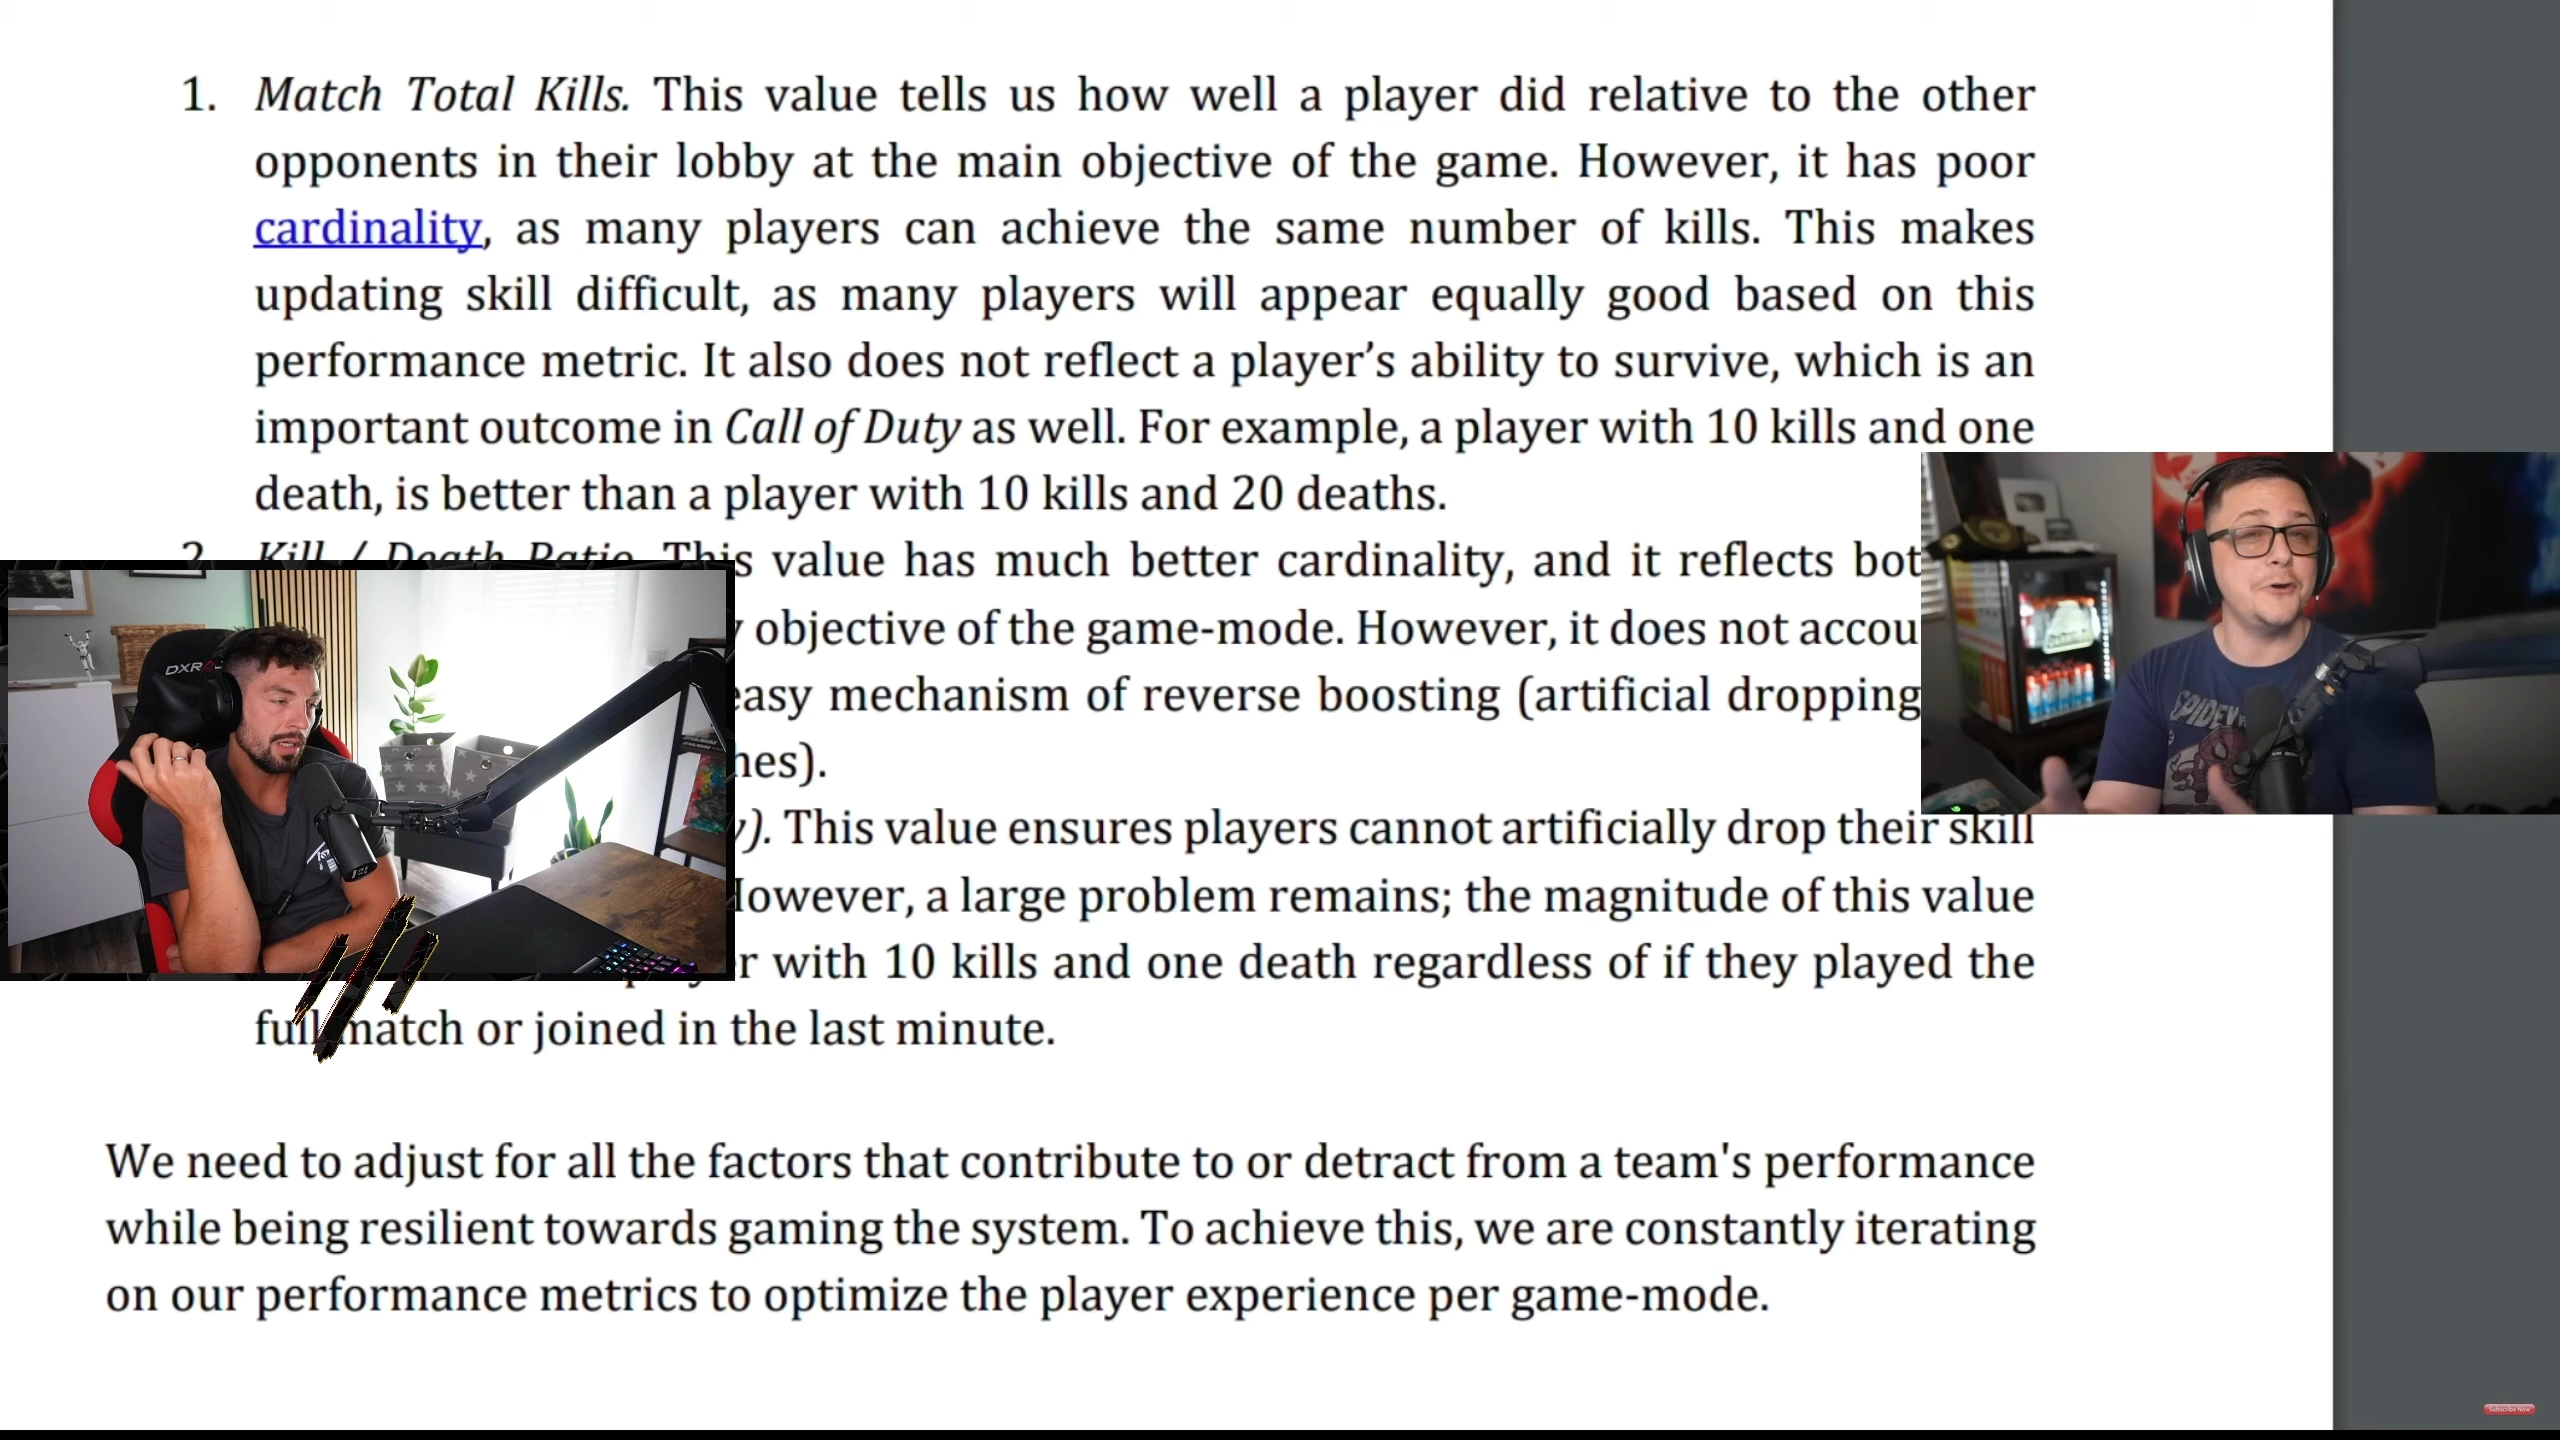 1. Match Total Kills. This value tells us how well a player did relative to the other
opponents in their lobby at the main objective of the game. However, it has poor
cardinality, as many players can achieve the same number of kills. This makes
updating skill difficult, as many players will appear equally good based on this
performance metric. It also does not reflect a player’s ability to survive, which is an
important outcome in Call of Duty as well. For example, a player with 10 kills and one
death, is better than a player with 10 kills and 20 deaths.
2. Kill / Death Ratio. This value has much better cardinality, and it reflects
objective of the game-mode. However, it does not
easy mechanism of reverse boosting (artificial dropping
). This value ensures players cannot artificially drop their skill
However, a large problem remains; the magnitude of this value
with 10 kills and one death regardless of if they played the
full match or joined in the last minute.
We need to adjust for all the factors that contribute to or detract from a team's performance
while being resilient towards gaming the system. To achieve this, we are constantly iterating
on our performance metrics to optimize the player experience per game-mode.
DXR
SPIDEY
Subscribe Now